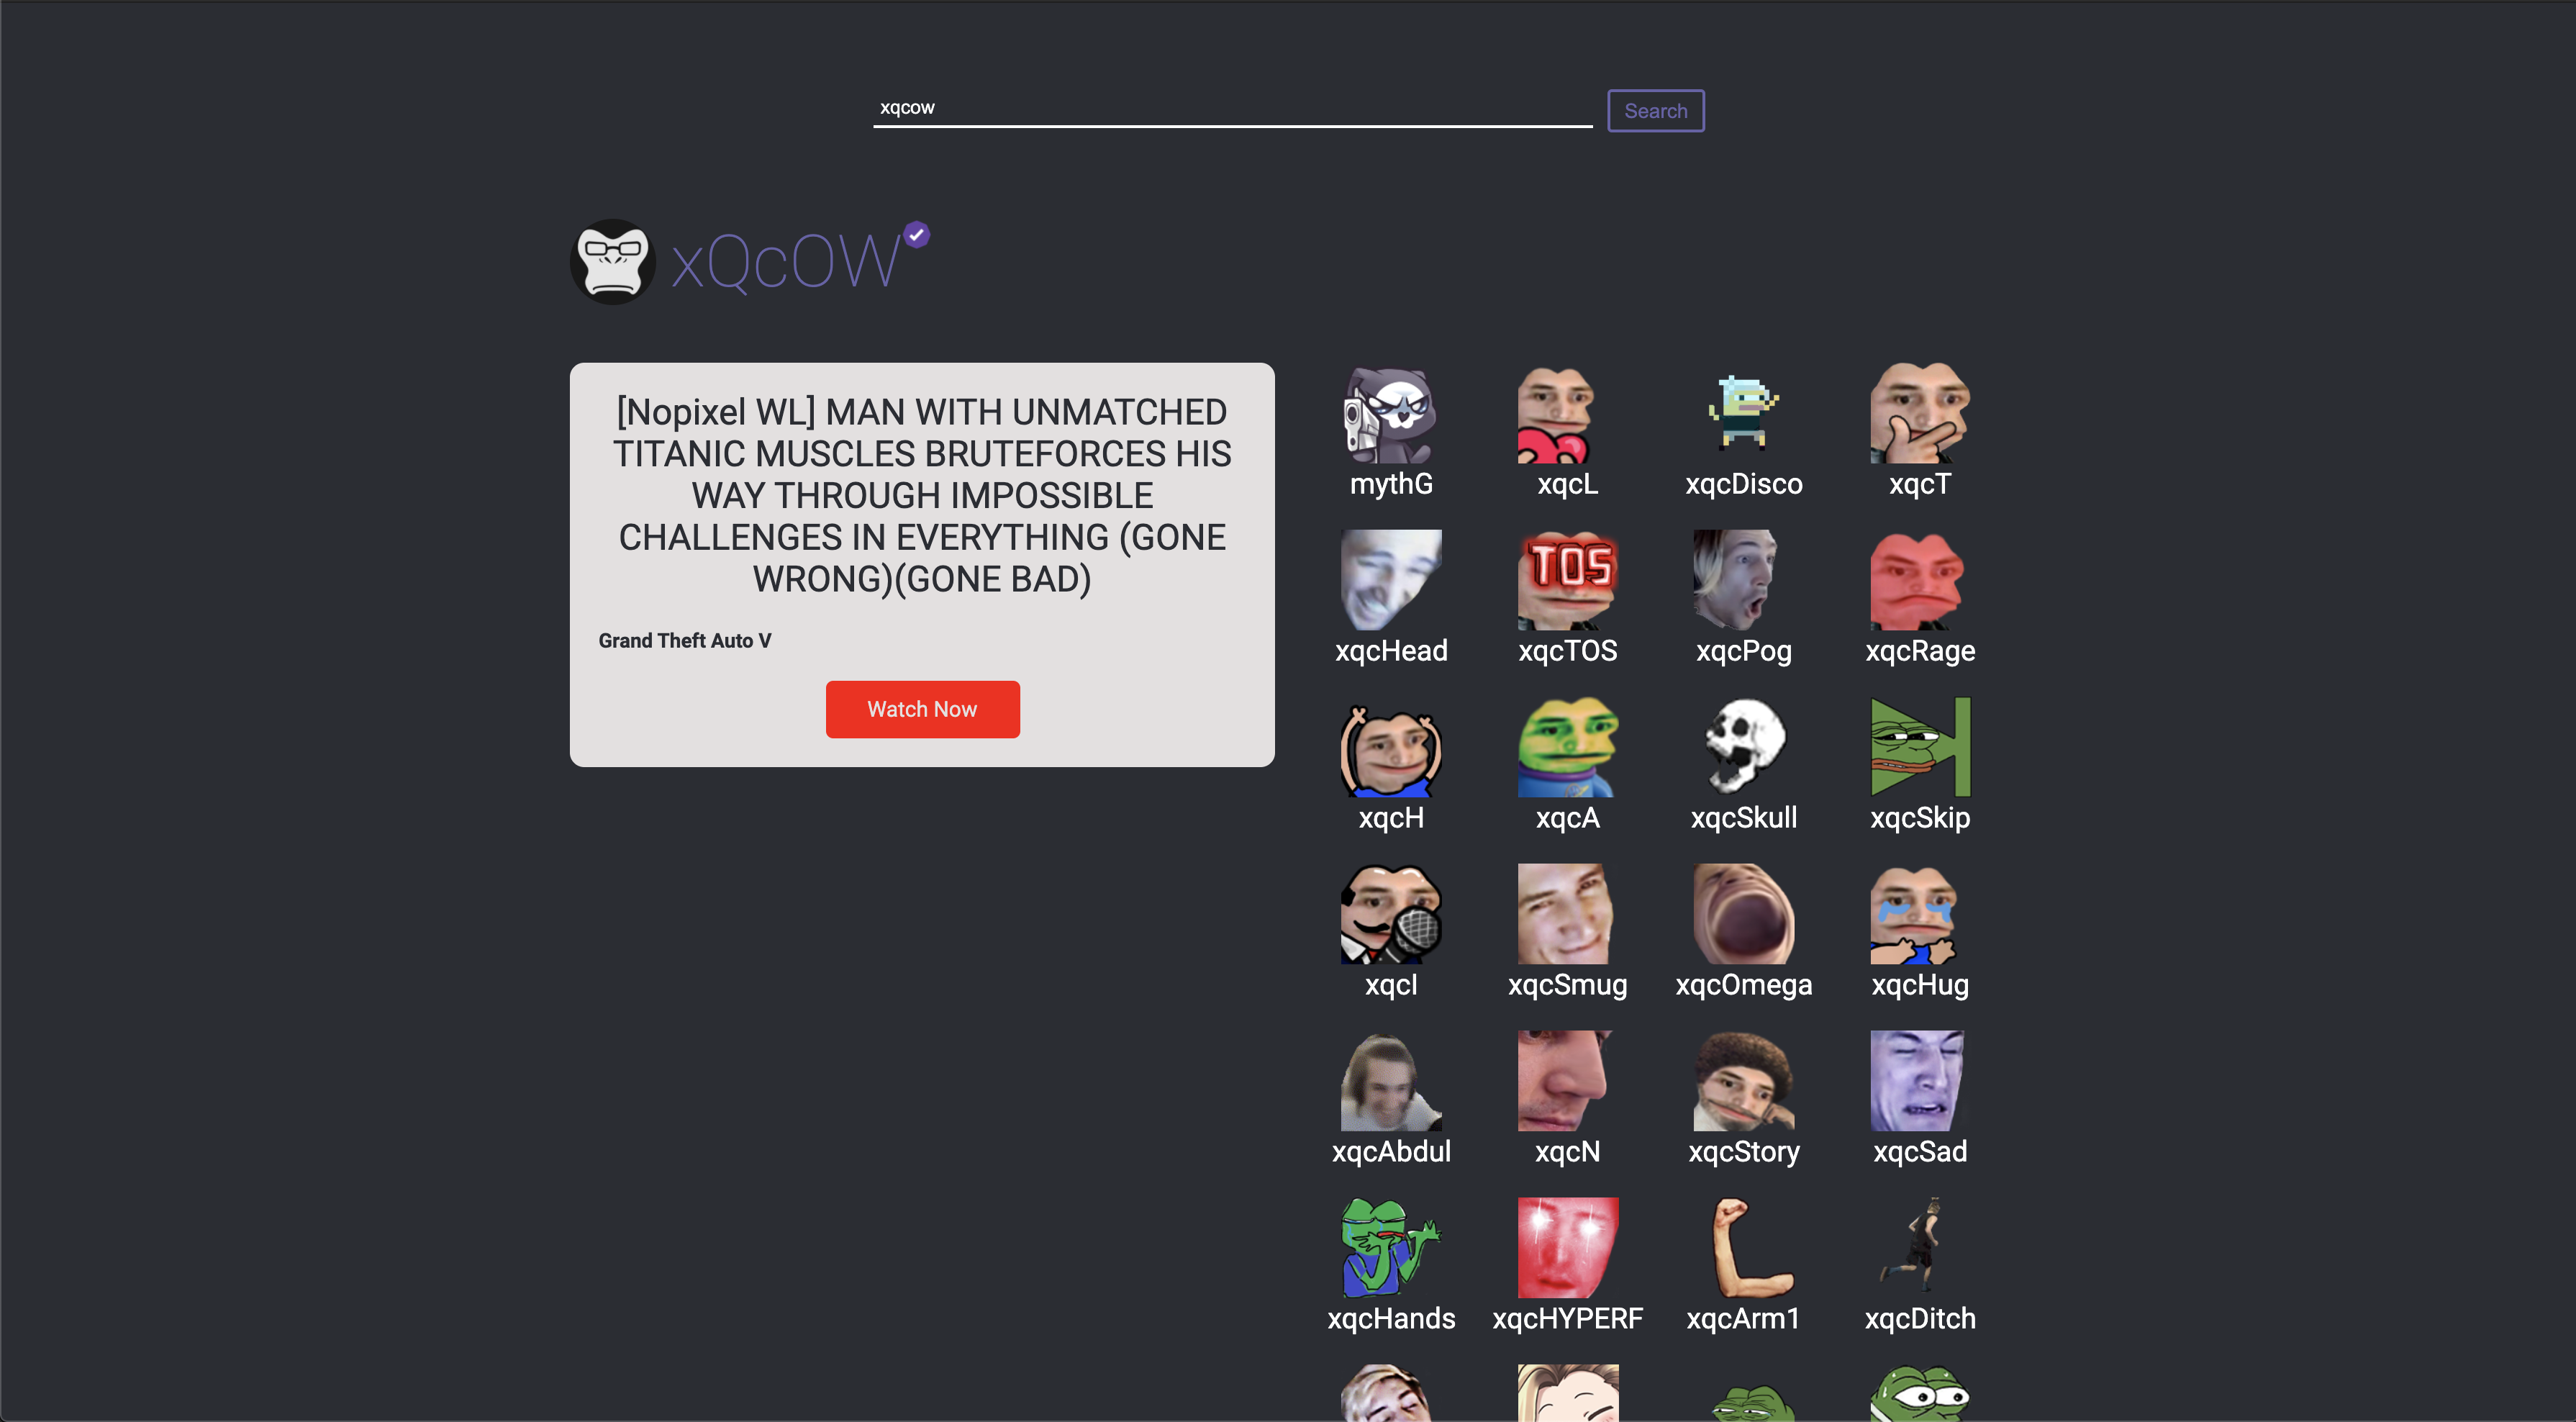 xqcow
Search
xQcOW
[Nopixel WL] MAN WITH UNMATCHED
TITANIC MUSCLES BRUTEFORCES HIS
WAY THROUGH IMPOSSIBLE
CHALLENGES IN EVERYTHING (GONE
WRONG)(GONE BAD)
Grand Theft Auto V
Watch Now
mythG xqcL xqcDisco xqcT
TOS
xqcHead xqcTOS xqcPog xqcRage
xqcH xqcA xqcSkull xqcSkip
xqcI xqcSmug xqcOmega xqcHug
xqcAbdul xqcN xqcStory xqcSad
xqcHands xqcHYPERF xqcArm1 xqcDitch